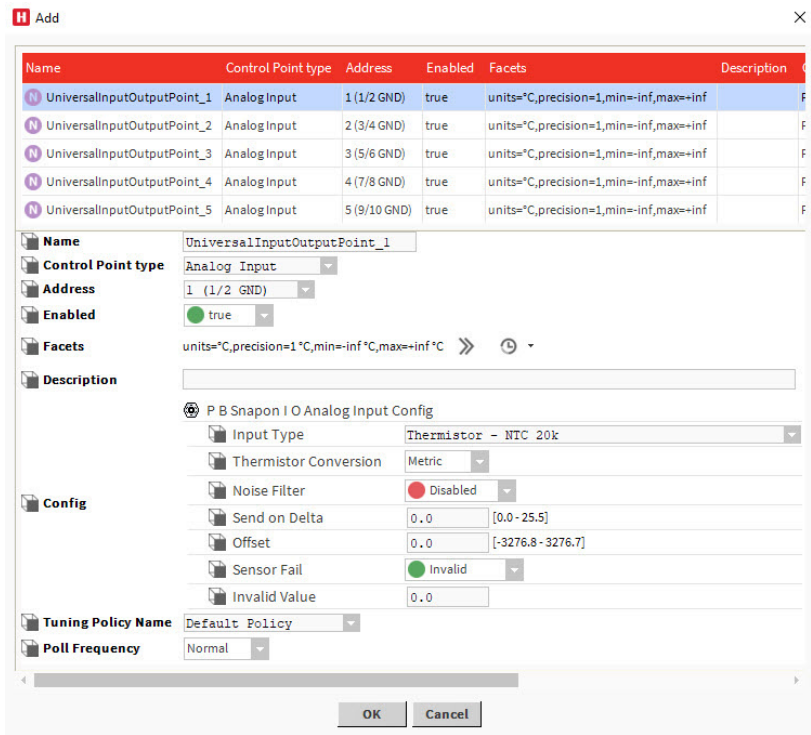 H Add
Name Control Point type Address Enabled Facets Description
N UniversalInputOutputPoint_1 Analog Input 1 (1/2 GND) true units=°C,precision=1,min=-inf,max=+inf
N UniversalInputOutputPoint_2 Analog Input 2 (3/4 GND) true units=°C,precision=1,min=-inf,max=+inf
N UniversalInputOutputPoint_3 Analog Input 3 (5/6 GND) true units=°C,precision=1,min=-inf,max=+inf
N UniversalInputOutputPoint_4 Analog Input 4 (7/8 GND) true units=°C,precision=1,min=-inf,max=+inf
N UniversalInputOutputPoint_5 Analog Input 5 (9/10 GND) true units=°C,precision=1,min=-inf,max=+inf
Name UniversalInputOutputPoint_1
Control Point type Analog Input
Address 1 (1/2 GND)
Enabled true
Facets units=°C,precision=1 °C,min=-inf °C,max=+inf °C
Description
P B Snapon I O Analog Input Config
Input Type Thermistor - NTC 20k
Thermistor Conversion Metric
Noise Filter Disabled
Config
Send on Delta 0.0 [0.0 - 25.5]
Offset 0.0 [-3276.8 - 3276.7]
Sensor Fail Invalid
Invalid Value 0.0
Tuning Policy Name Default Policy
Poll Frequency Normal
OK Cancel